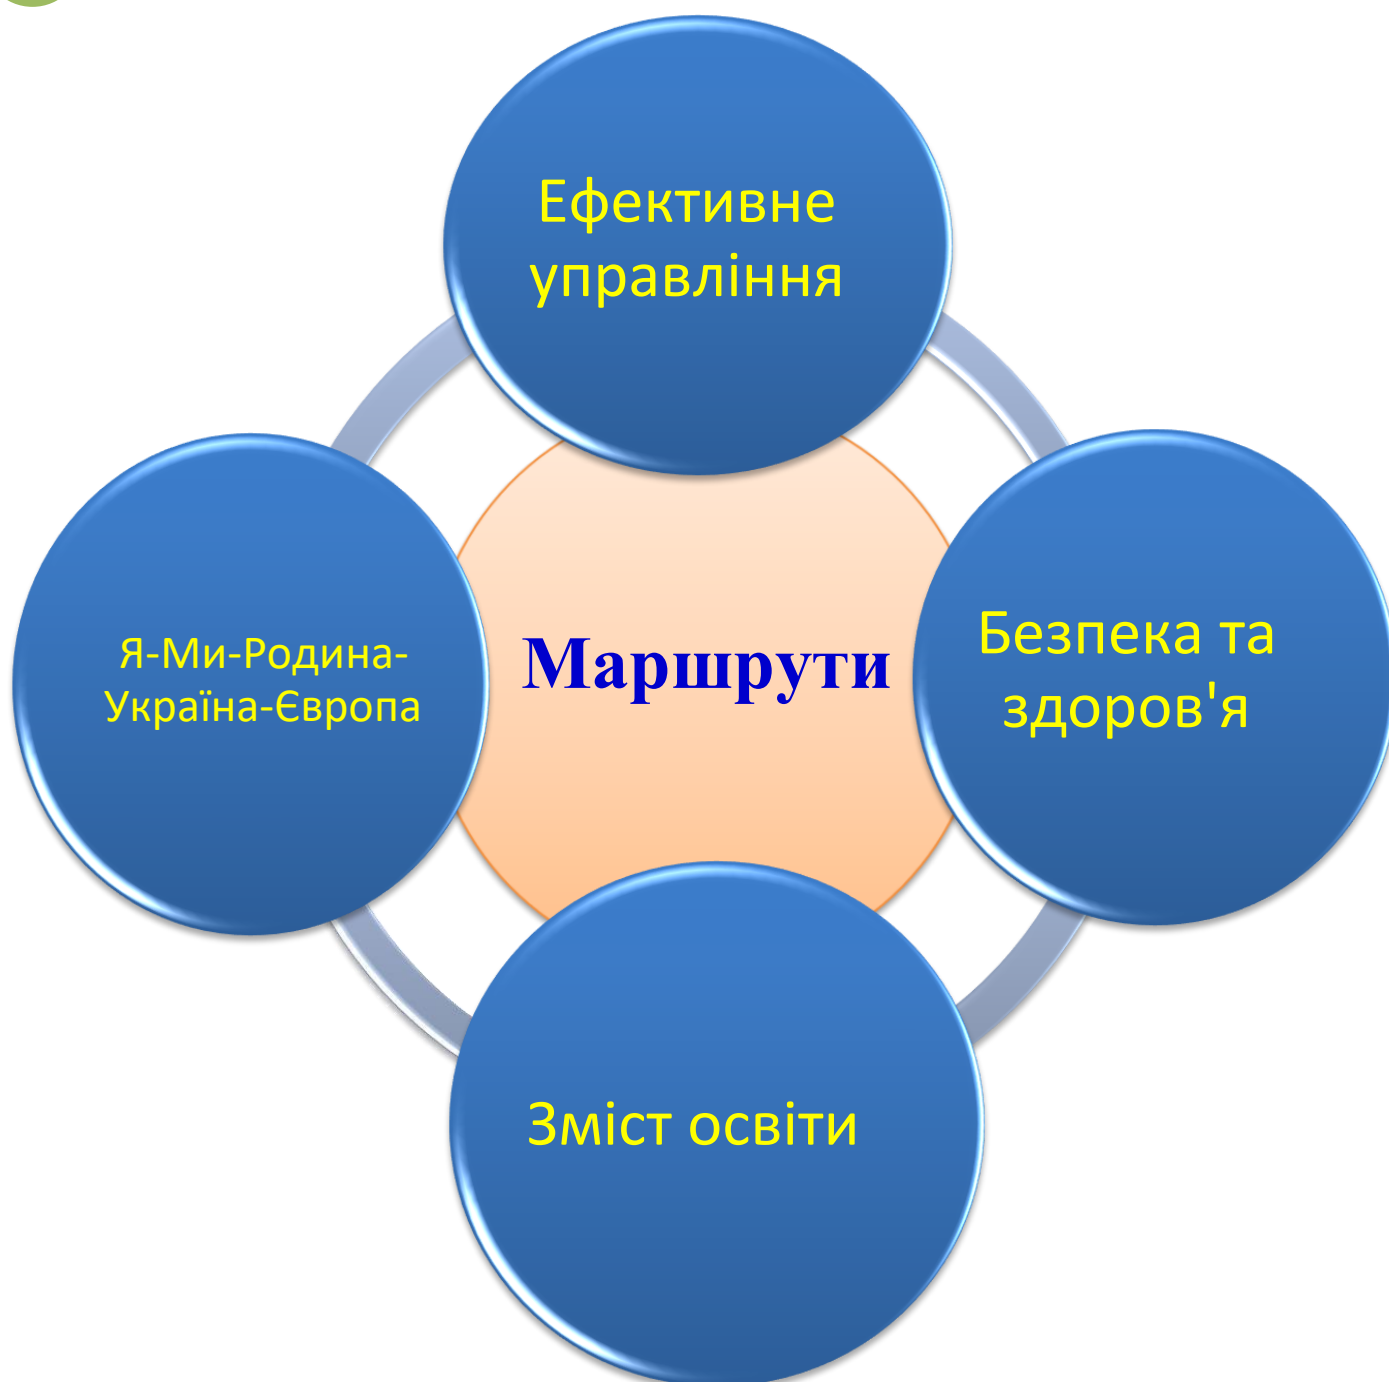 Ефективне
управління
Я-Ми-Родина-
Україна-Європа
Маршрути
Безпека та
здоров'я
Зміст освіти